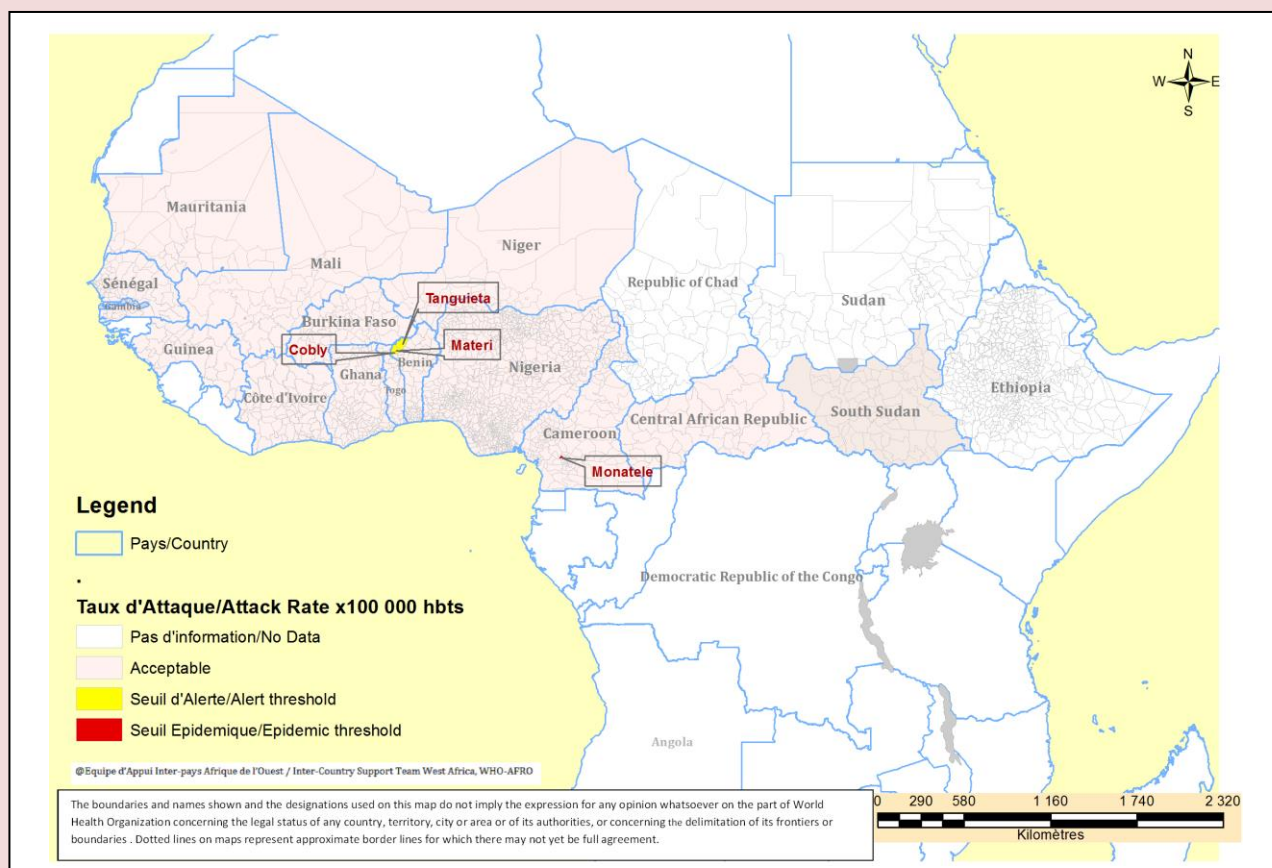 N
W E
S
Mauritania
Mali
Niger
Sénégal
Gambia
Republic of Chad
Sudan
Tanguieta
Burkina Faso
Cobly
Materi
Guinea
Ghana
Benin
Nigeria
Togo
Côte d'Ivoire
Ethiopia
Central African Republic
South Sudan
Cameroon
Monatele
Democratic Republic of the Congo
Angola
Legend
Pays/Country
.
Taux d'Attaque/Attack Rate x100 000 hbts
Pas d'information/No Data
Acceptable
Seuil d'Alerte/Alert threshold
Seuil Epidemique/Epidemic threshold
@Equipe d'Appui Inter-pays Afrique de l'Ouest / Inter-Country Support Team West Africa, WHO-AFRO
The boundaries and names shown and the designations used on this map do not imply the expression for any opinion whatsoever on the part of World
Health Organization concerning the legal status of any country, territory, city or area or of its authorities, or concerning the delimitation of its frontiers or
boundaries . Dotted lines on maps represent approximate border lines for which there may not yet be full agreement.
0 290 580 1 160 1 740 2 320
Kilomètres